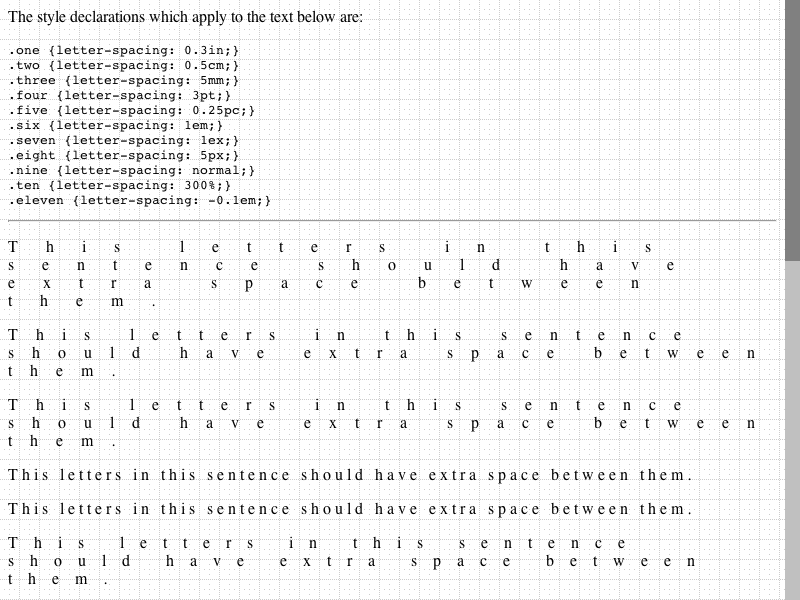 The style declarations which apply to the text below are:
.one {letter-spacing: 0.3in;}
.two {letter-spacing: 0.5cm;}
.three {letter-spacing: 5mm;}
.four {letter-spacing: 3pt;}
.five {letter-spacing: 0.25pc;}
.six {letter-spacing: 1em;}
.seven {letter-spacing: 1ex;}
.eight {letter-spacing: 5px;}
.nine {letter-spacing: normal;}
.ten {letter-spacing: 300%;}
.eleven {letter-spacing: -0.1em;}
This letters in this
sentence should have
extra space between
them.
This letters in this sentence
should have extra space between
them.
This letters in this sentence
should have extra space between
them.
This letters in this sentence should have extra space between them.
This letters in this sentence should have extra space between them.
This letters in this sentence
should have extra space between
them.